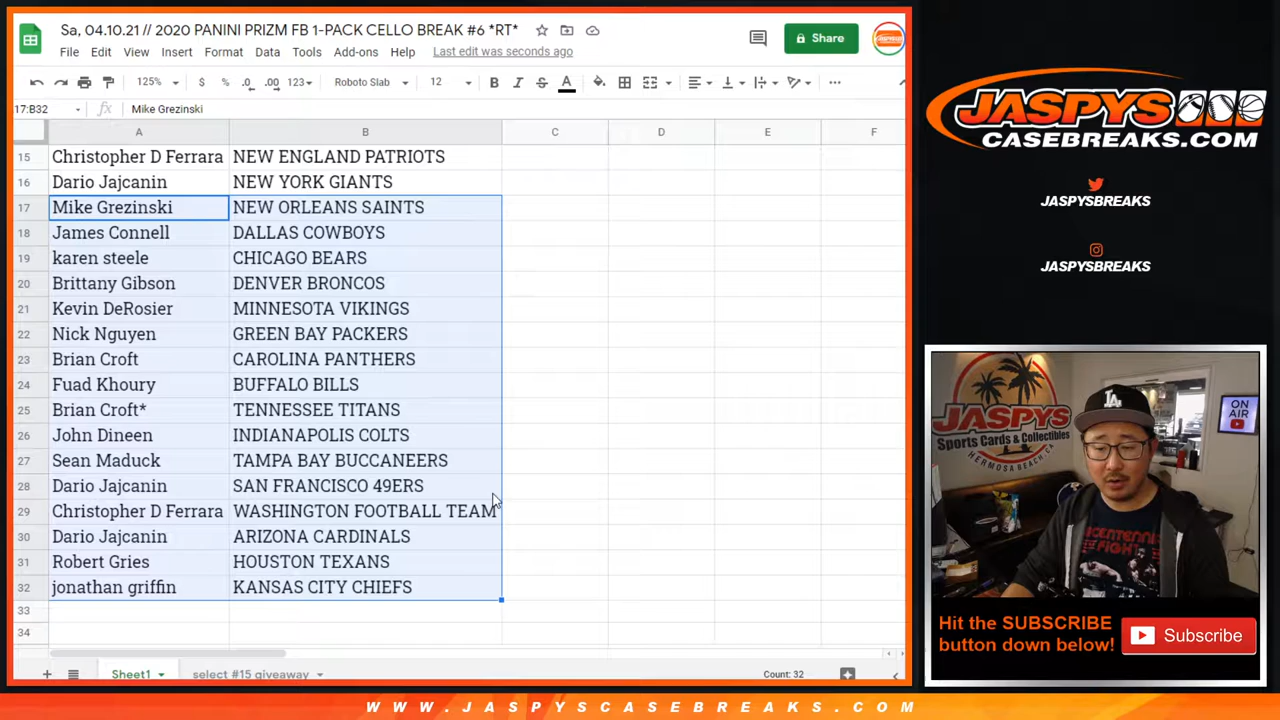 Sa, 04.10.21 // 2020 PANINI PRIZM FB 1-PACK CELLO BREAK #6 *RT*
File Edit View Insert Format Data Tools Add-ons Help Last edit was seconds ago
Share
125% $ % .0 .00 123 Roboto Slab 12 B I S A
17:B32 fx Mike Grezinski
A B C D E F
15 Christopher D Ferrara NEW ENGLAND PATRIOTS
16 Dario Jajcanin NEW YORK GIANTS
17 Mike Grezinski NEW ORLEANS SAINTS
18 James Connell DALLAS COWBOYS
19 karen steele CHICAGO BEARS
20 Brittany Gibson DENVER BRONCOS
21 Kevin DeRosier MINNESOTA VIKINGS
22 Nick Nguyen GREEN BAY PACKERS
23 Brian Croft CAROLINA PANTHERS
24 Fuad Khoury BUFFALO BILLS
25 Brian Croft* TENNESSEE TITANS
26 John Dineen INDIANAPOLIS COLTS
27 Sean Maduck TAMPA BAY BUCCANEERS
28 Dario Jajcanin SAN FRANCISCO 49ERS
29 Christopher D Ferrara WASHINGTON FOOTBALL TEAM
30 Dario Jajcanin ARIZONA CARDINALS
31 Robert Gries HOUSTON TEXANS
32 jonathan griffin KANSAS CITY CHIEFS
33
34
Sheet1 select #15 giveaway Count: 32
JASPYS
CASEBREAKS.COM
JASPYSBREAKS
JASPYSBREAKS
JASPYS
Sports Cards & Collectibles
HERMOSA BEACH
ON
AIR
LA
BICENTENNIAL
FIGHT
Hit the SUBSCRIBE
button down below!
Subscribe
WWW.JASPYSCASEBREAKS.COM